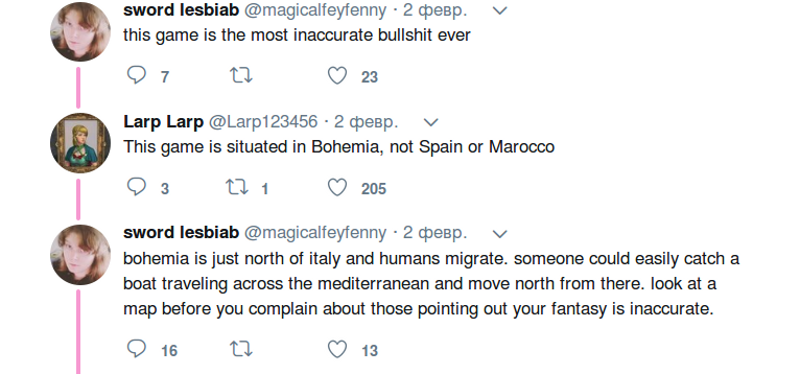 sword lesbiab @magicalfeyfenny · 2 февр.
this game is the most inaccurate bullshit ever
7 23
Larp Larp @Larp123456 · 2 февр.
This game is situated in Bohemia, not Spain or Marocco
3 1 205
sword lesbiab @magicalfeyfenny · 2 февр.
bohemia is just north of italy and humans migrate. someone could easily catch a
boat traveling across the mediterranean and move north from there. look at a
map before you complain about those pointing out your fantasy is inaccurate.
16 13